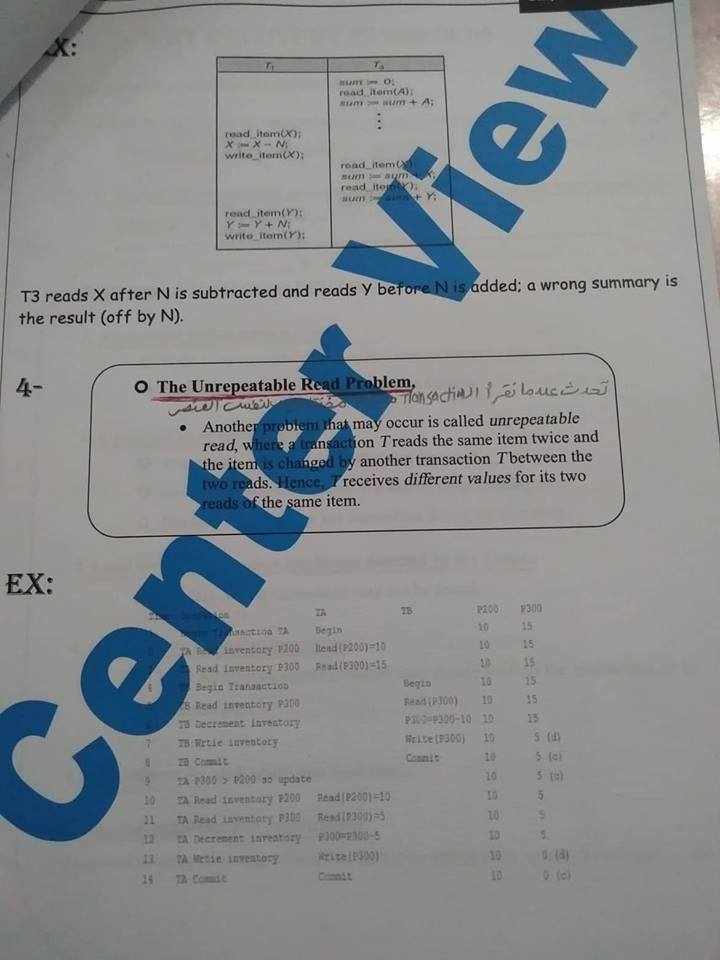 EX:
T₁ T₃
sum := 0;
read_item(A);
sum := sum + A;
read_item(X);
X := X – N;
write_item(X);
read_item(X);
sum := sum + X;
read_item(Y);
sum := sum + Y;
read_item(Y);
Y := Y + N;
write_item(Y);
T3 reads X after N is subtracted and reads Y before N is added; a wrong summary is
the result (off by N).
4-
The Unrepeatable Read Problem.
تحدث عندما نقرأ الـ Transaction
لنفس العنصر
• Another problem that may occur is called unrepeatable
read, where a transaction T reads the same item twice and
the item is changed by another transaction T between the
two reads. Hence, T receives different values for its two
reads of the same item.
EX:
Time Operation TA TB P200 P300
Begin Transaction TA Begin 10 15
TA Read inventory P200 Read(P200)=10 10 15
TA Read inventory P300 Read(P300)=15 10 15
4 TB Begin Transaction Begin 10 15
TB Read inventory P300 Read(P300) 10 15
TB Decrement inventory P300=P300-10 10 15
7 TB Wrtie inventory Write(P300) 10 5 (d)
8 TB Commit Commit 10 5 (c)
9 TA P300 > P200 so update 10 5 (c)
10 TA Read inventory P200 Read(P200)=10 10 5
11 TA Read inventory P300 Read(P300)=5 10 5
12 TA Decrement inventory P300=P300-5 10 5
13 TA Wrtie inventory Write(P300) 10 0 (d)
14 TA Commit Commit 10 0 (c)
Center View